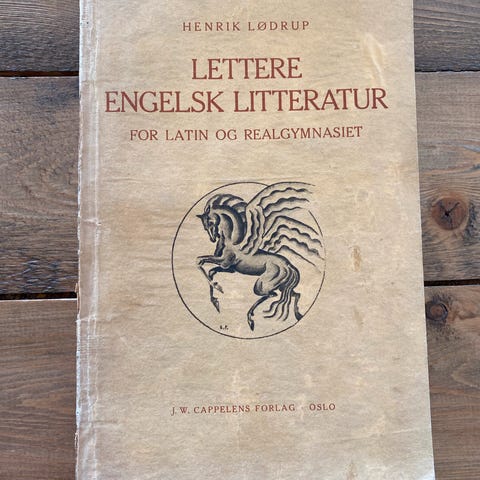 HENRIK LØDRUP
LETTERE
ENGELSK LITTERATUR
FOR LATIN OG REALGYMNASIET
J. W. CAPPELENS FORLAG · OSLO